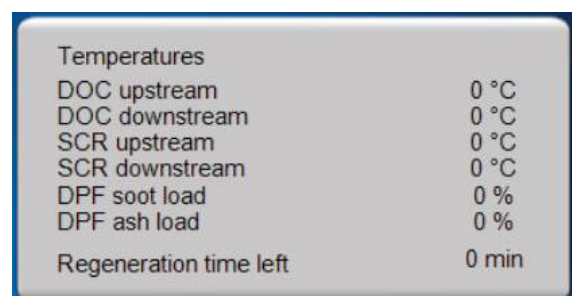 Temperatures
DOC upstream 0 °C
DOC downstream 0 °C
SCR upstream 0 °C
SCR downstream 0 °C
DPF soot load 0 %
DPF ash load 0 %
Regeneration time left 0 min